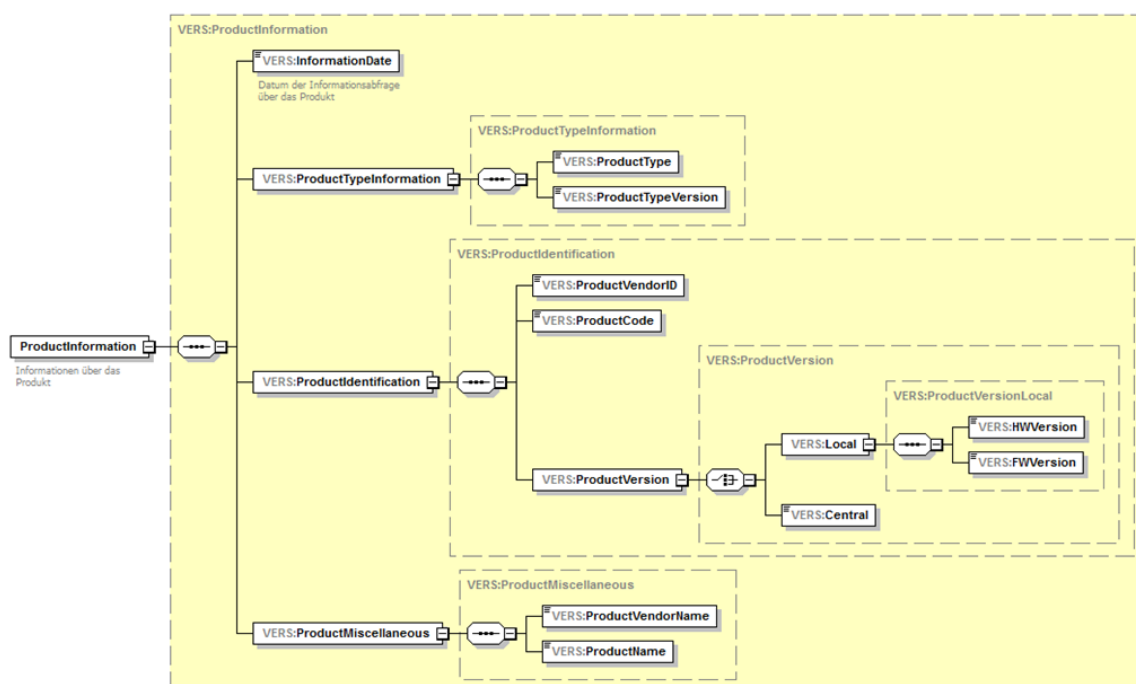 VERS:ProductInformation
VERS:InformationDate
Datum der Informationsabfrage
über das Produkt
VERS:ProductTypeInformation
VERS:ProductType
VERS:ProductTypeInformation
VERS:ProductTypeVersion
VERS:ProductIdentification
VERS:ProductVendorID
VERS:ProductCode
ProductInformation
Informationen über das
Produkt
VERS:ProductVersion
VERS:ProductIdentification
VERS:ProductVersionLocal
VERS:HWVersion
VERS:Local
VERS:FWVersion
VERS:ProductVersion
VERS:Central
VERS:ProductMiscellaneous
VERS:ProductVendorName
VERS:ProductMiscellaneous
VERS:ProductName